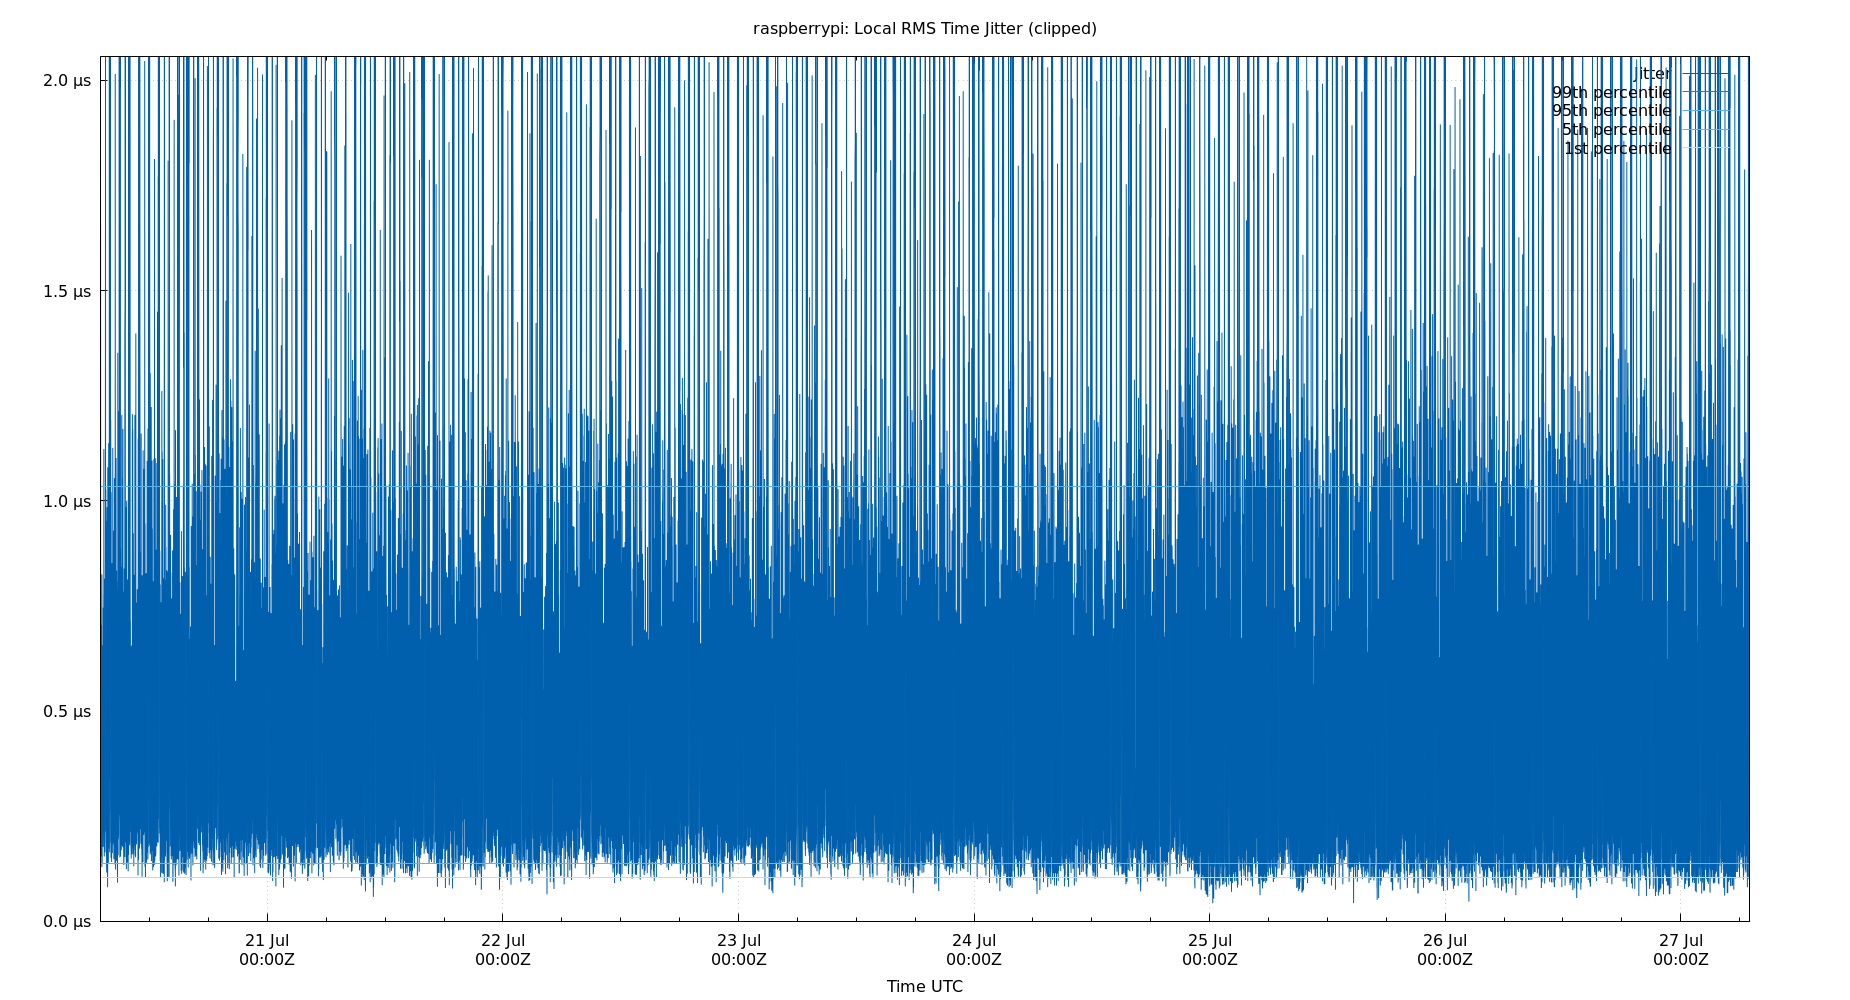 raspberrypi: Local RMS Time Jitter (clipped)
2.0 µs
1.5 µs
1.0 µs
0.5 µs
0.0 µs
jitter
99th percentile
95th percentile
5th percentile
1st percentile
21 Jul
00:00Z
22 Jul
00:00Z
23 Jul
00:00Z
24 Jul
00:00Z
25 Jul
00:00Z
26 Jul
00:00Z
27 Jul
00:00Z
Time UTC